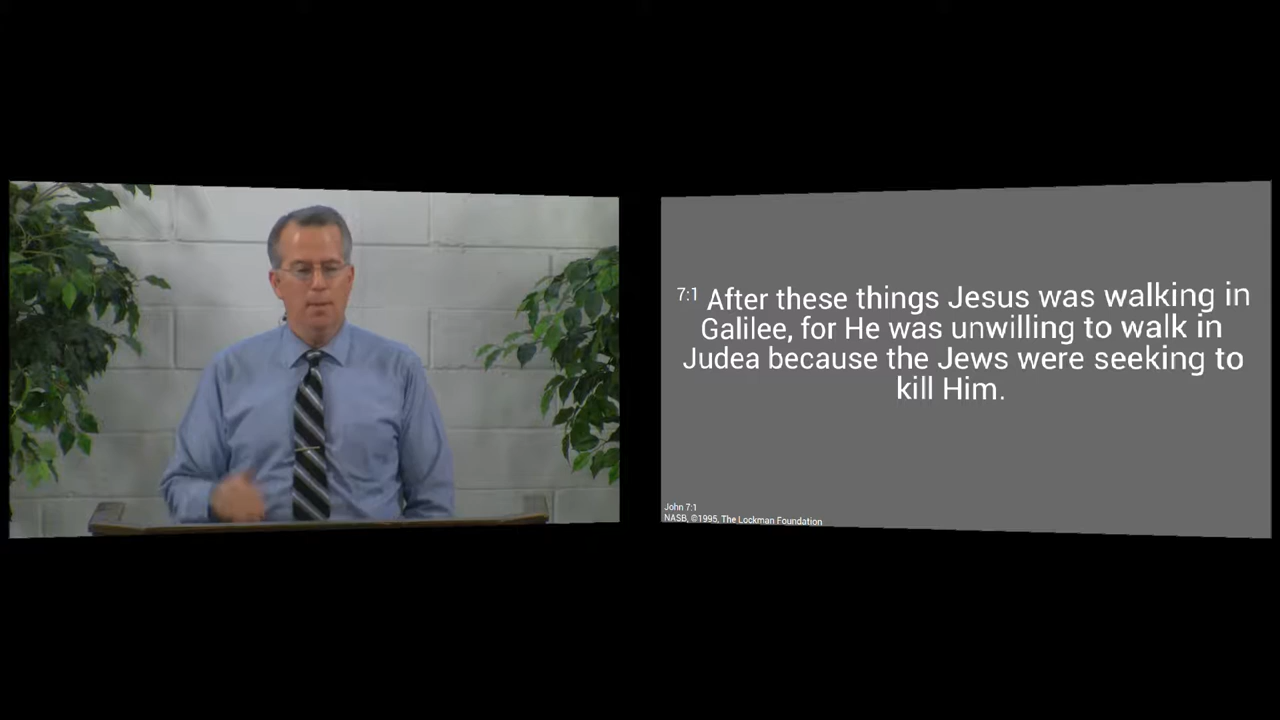 7:1 After these things Jesus was walking in
Galilee, for He was unwilling to walk in
Judea because the Jews were seeking to
kill Him.
John 7:1
NASB, ©1995, The Lockman Foundation